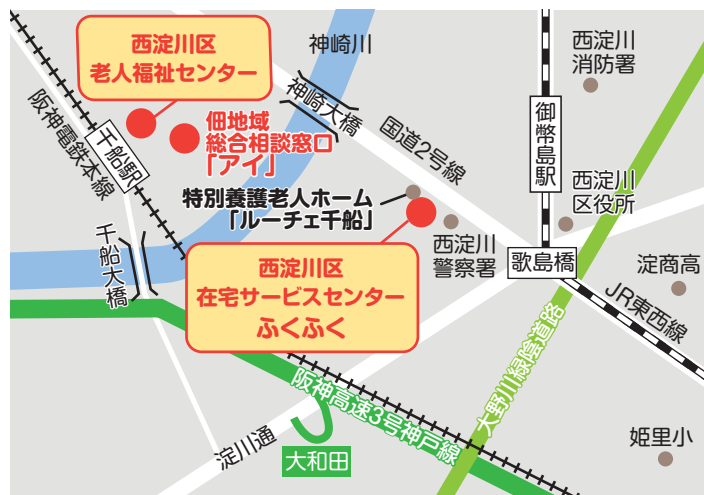 西淀川区
老人福祉センター
神崎川
西淀川
消防署
阪神電鉄本線
千船駅
佃地域
総合相談窓口
「アイ」
神崎大橋
国道2号線
御幣島駅
特別養護老人ホーム
「ルーチェ千船」
西淀川
区役所
西淀川
警察署
歌島橋
淀商高
千船大橋
西淀川区
在宅サービスセンター
ふくふく
JR東西線
大野川緑陰道路
阪神高速3号神戸線
淀川通
大和田
姫里小